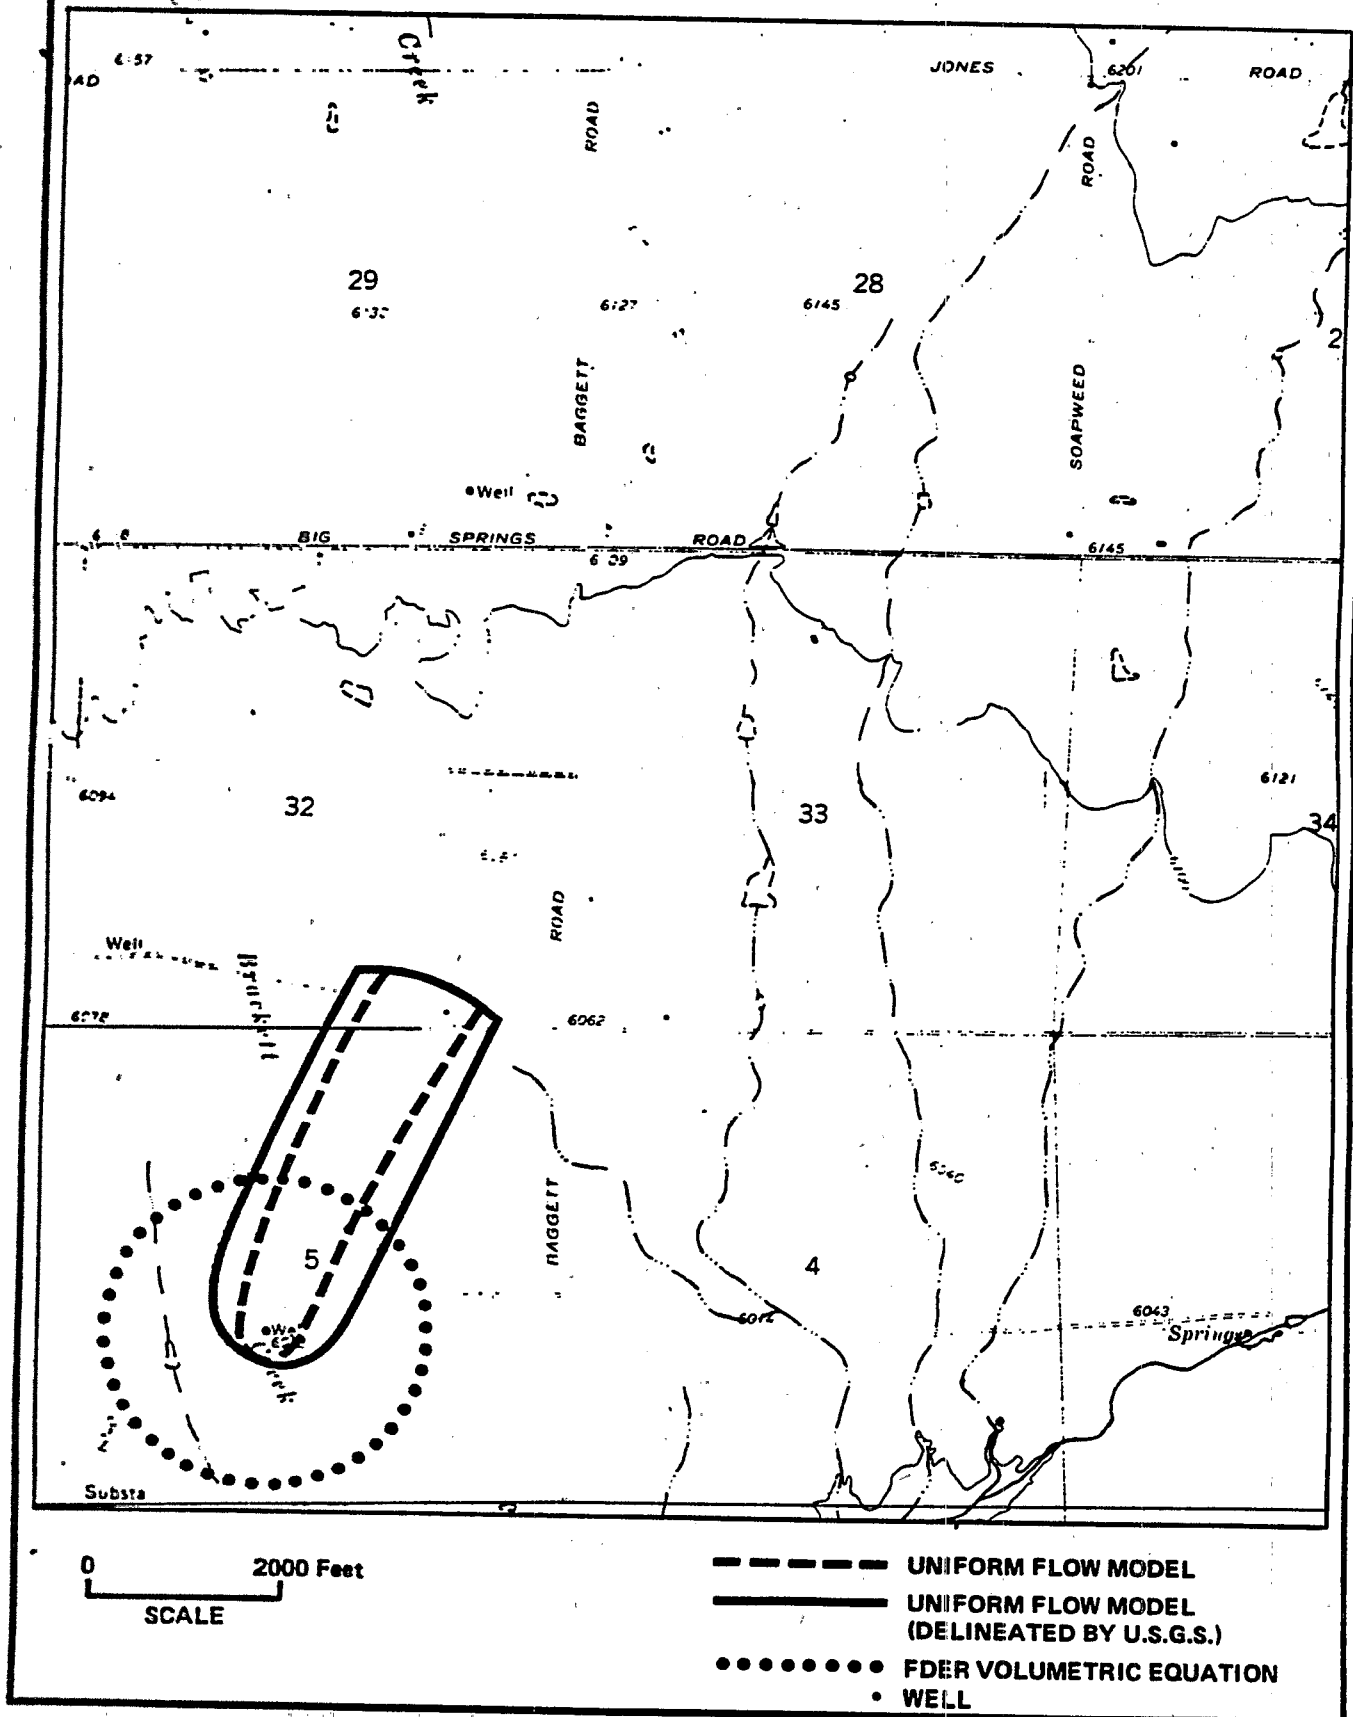 Creek
JONES
6201
ROAD
ROAD
ROAD
29
28
6127
6145
BAGGETT
SOAPWEED
2
Well
BIG
SPRINGS
ROAD
6145
32
33
6121
34
6094
ROAD
Well
6062
5
4
BAGGETT
6043
Springs
Substa
0
2000 Feet
SCALE
UNIFORM FLOW MODEL
UNIFORM FLOW MODEL
(DELINEATED BY U.S.G.S.)
FDER VOLUMETRIC EQUATION
WELL